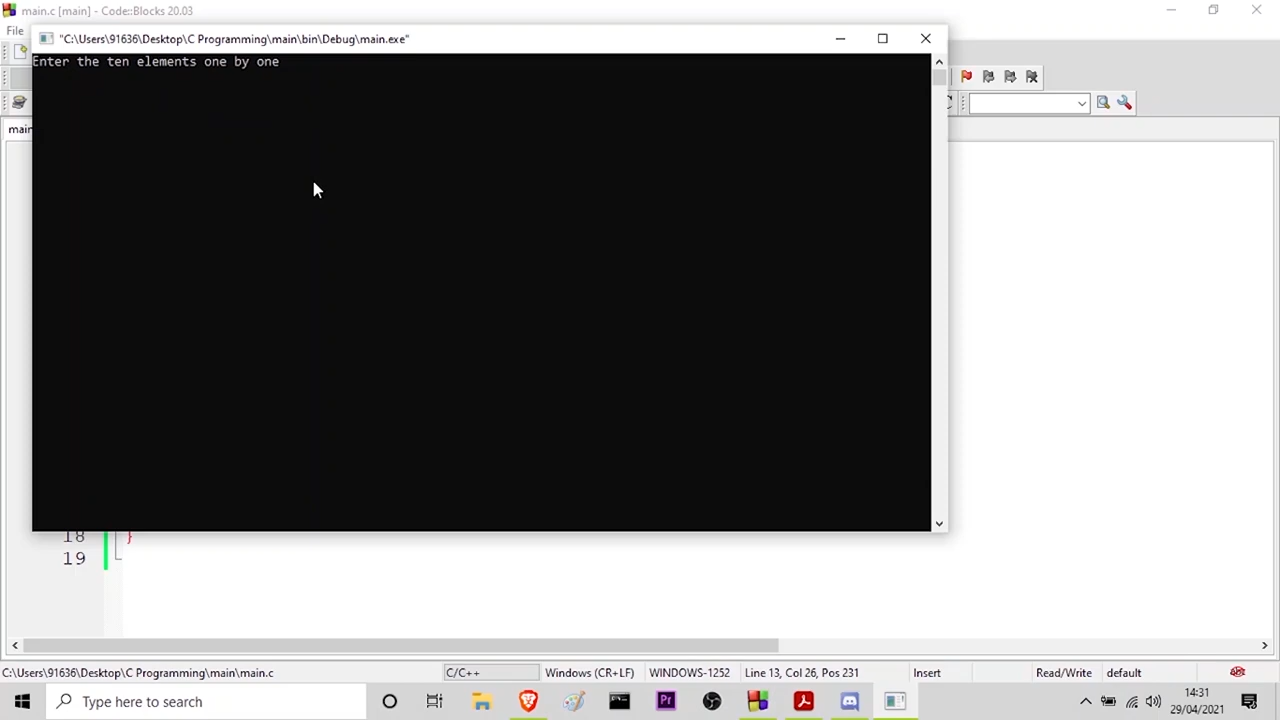 main.c [main] - Code::Blocks 20.03
File
"C:\Users\91636\Desktop\C Programming\main\bin\Debug\main.exe"
Enter the ten elements one by one
main
18 }
19
C:\Users\91636\Desktop\C Programming\main\main.c C/C++ Windows (CR+LF) WINDOWS-1252 Line 13, Col 26, Pos 231 Insert Read/Write default
Type here to search
Pr
14:31
29/04/2021